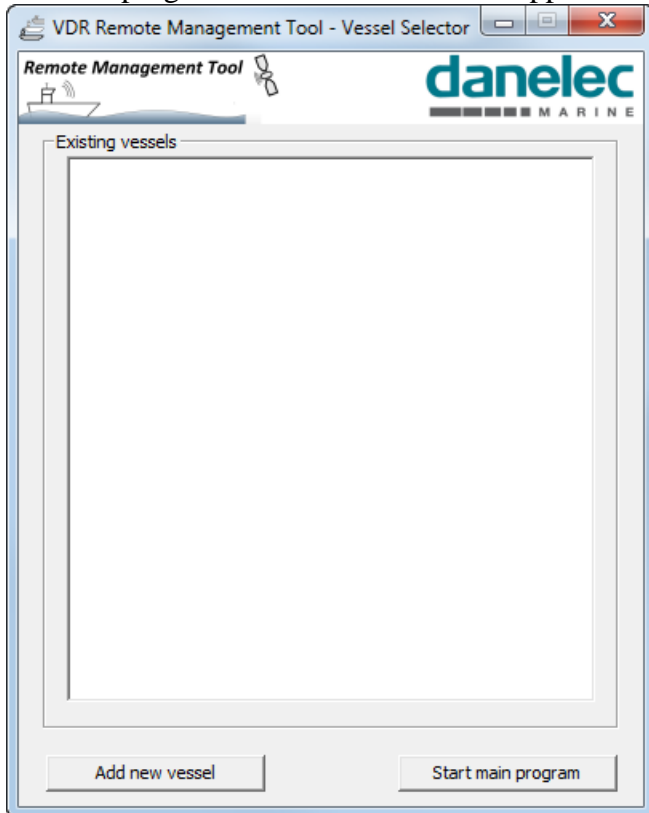 VDR Remote Management Tool - Vessel Selector
Remote Management Tool
danelec
MARINE
Existing vessels
Add new vessel
Start main program